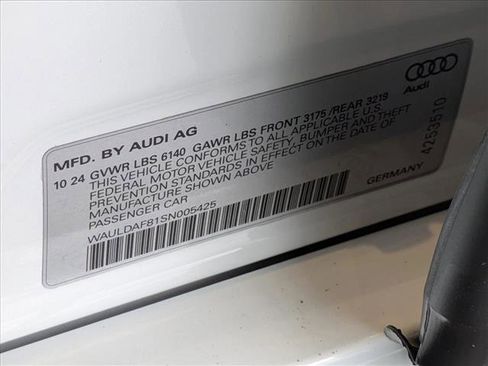 Audi
MFD. BY AUDI AG
10 24 GVWR LBS 6140 GAWR LBS FRONT 3175 /REAR 3219
THIS VEHICLE CONFORMS TO ALL APPLICABLE U.S.
FEDERAL MOTOR VEHICLE SAFETY, BUMPER AND THEFT
PREVENTION STANDARDS IN EFFECT ON THE DATE OF
MANUFACTURE SHOWN ABOVE
PASSENGER CAR
WAULDAF81SN005425
GERMANY
4253510